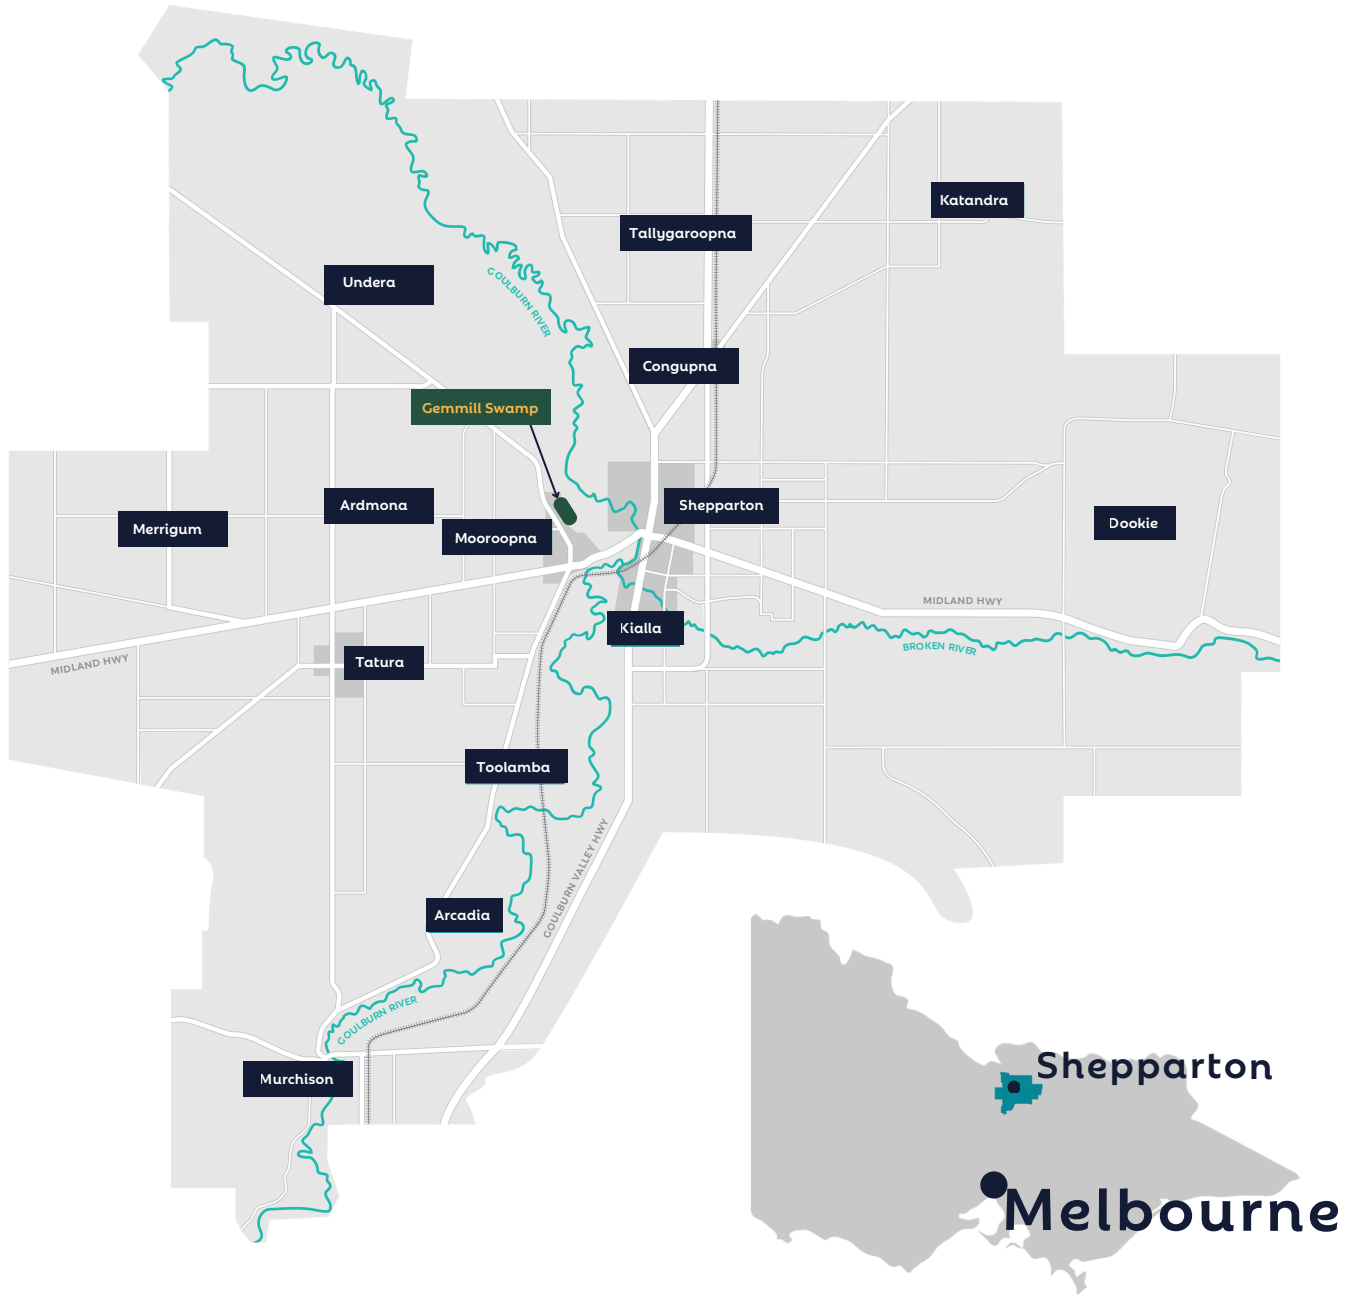 Katandra
Tallygaroopna
Undera
GOULBURN RIVER
Congupna
Gemmill Swamp
Ardmona
Shepparton
Merrigum
Dookie
Mooroopna
MIDLAND HWY
Kialla
BROKEN RIVER
MIDLAND HWY
Tatura
Toolamba
GOULBURN VALLEY HWY
Arcadia
GOULBURN RIVER
Murchison
Shepparton
Melbourne